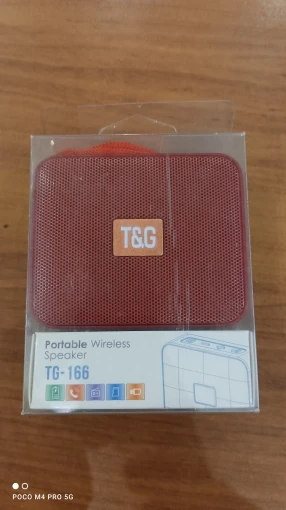 T&G
Portable Wireless
Speaker
TG-166
POCO M4 PRO 5G